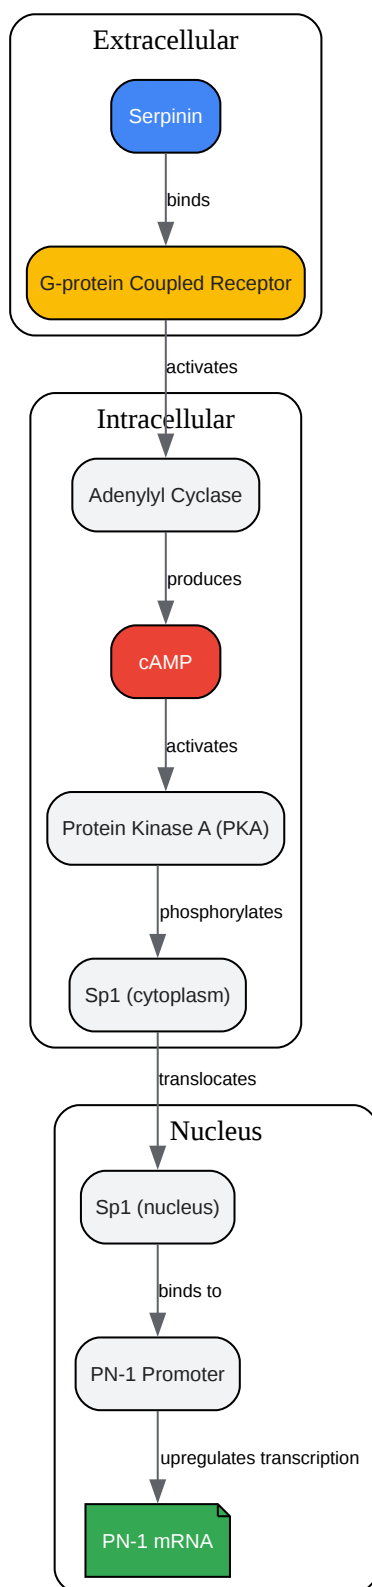 Extracellular
Serpinin
binds
G-protein Coupled Receptor
activates
Intracellular
Adenylyl Cyclase
produces
cAMP
activates
Protein Kinase A (PKA)
phosphorylates
Sp1 (cytoplasm)
translocates
Nucleus
Sp1 (nucleus)
binds to
PN-1 Promoter
upregulates transcription
PN-1 mRNA